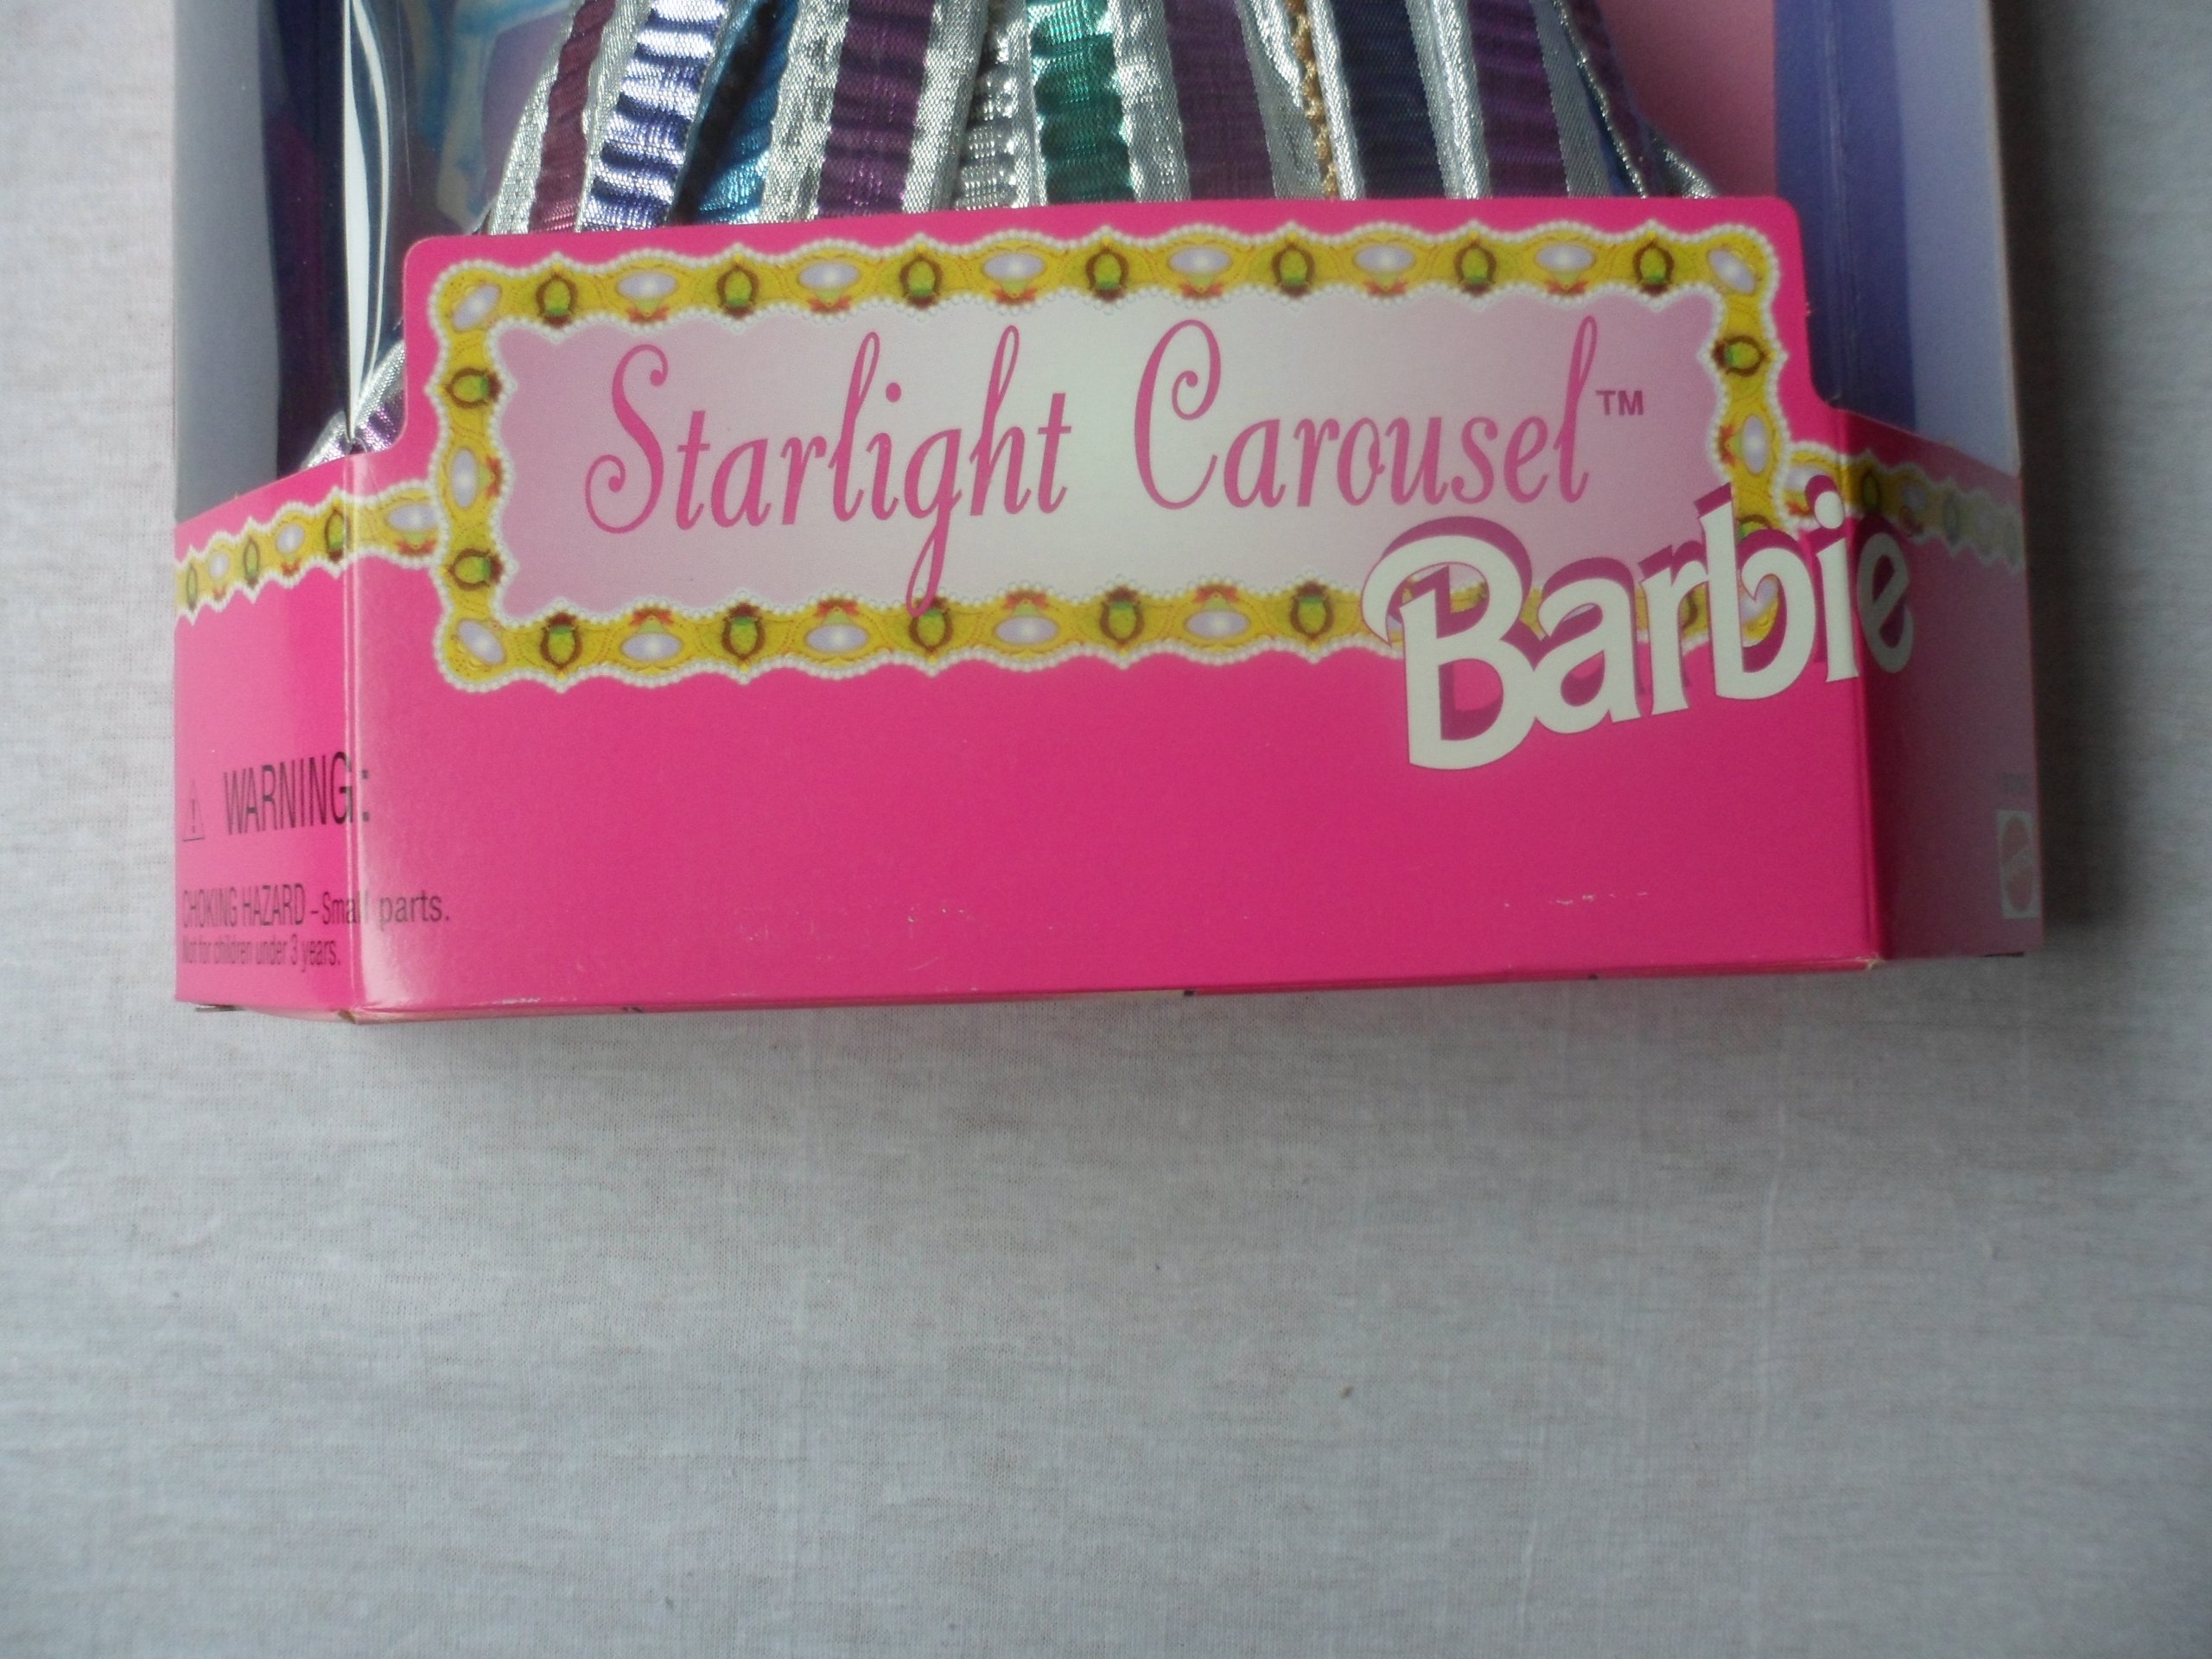 Starlight Carousel™
Barbie
⚠ WARNING:
CHOKING HAZARD - Small parts.
Not for children under 3 years.